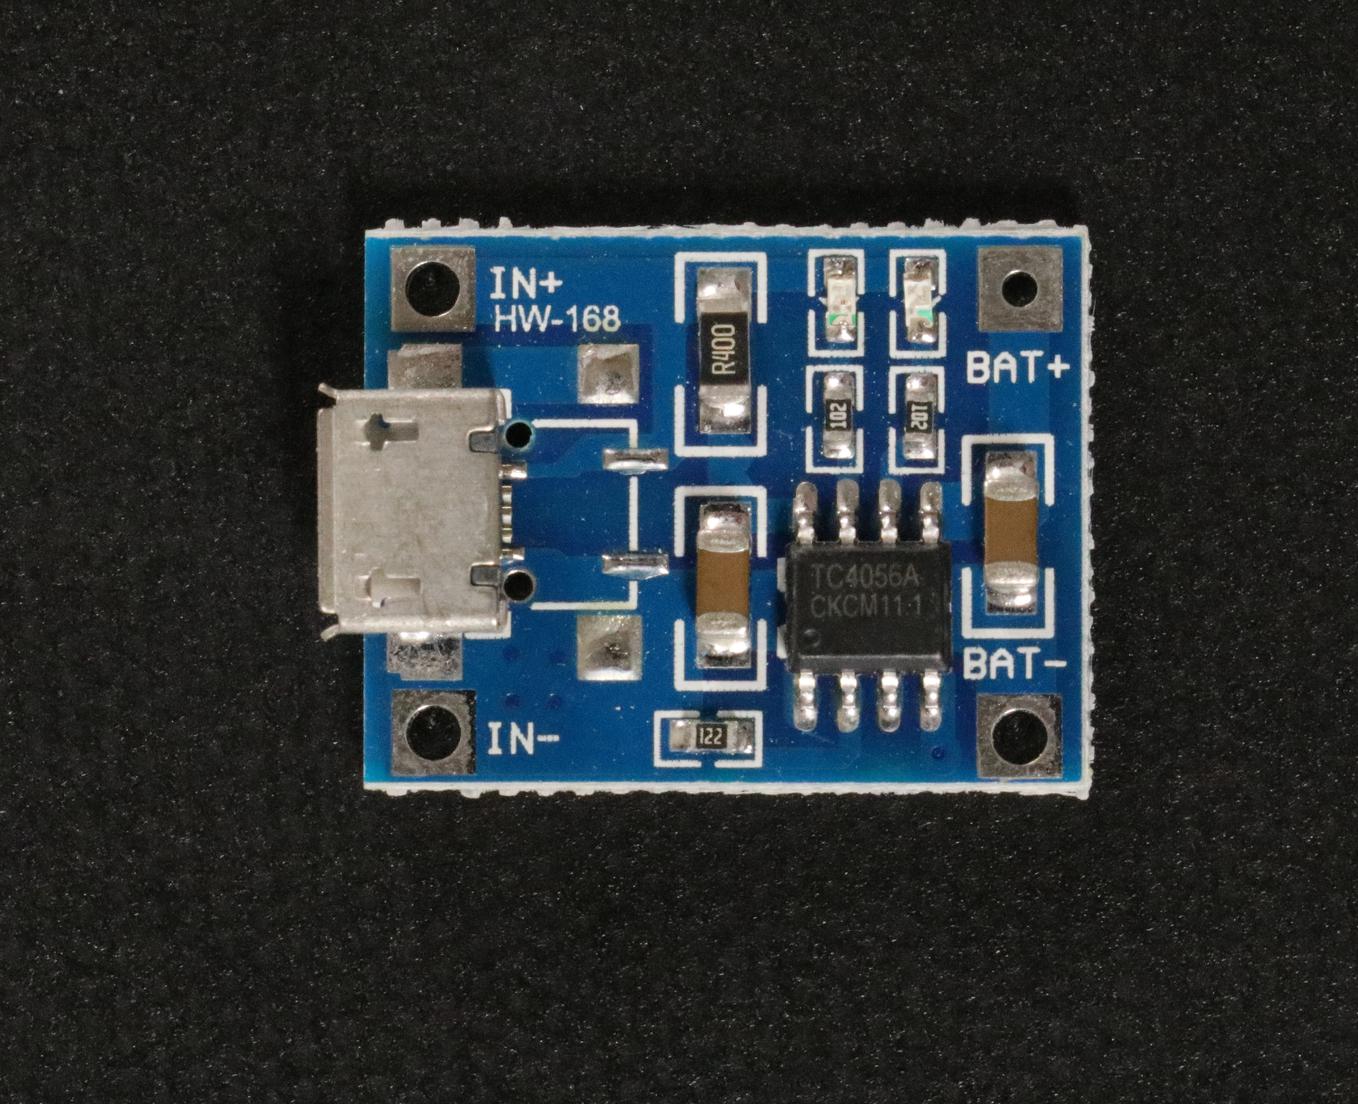 IN+
HW-168
R400
102
102
BAT+
TC4056A
CKCM11·1
BAT-
IN-
122